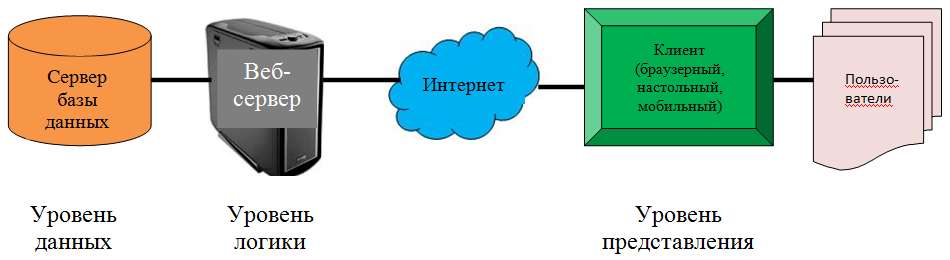 Сервер
базы
данных
Веб-
сервер
Интернет
Клиент
(браузерный,
настольный,
мобильный)
Пользо-
ватели
Уровень
данных
Уровень
логики
Уровень
представления